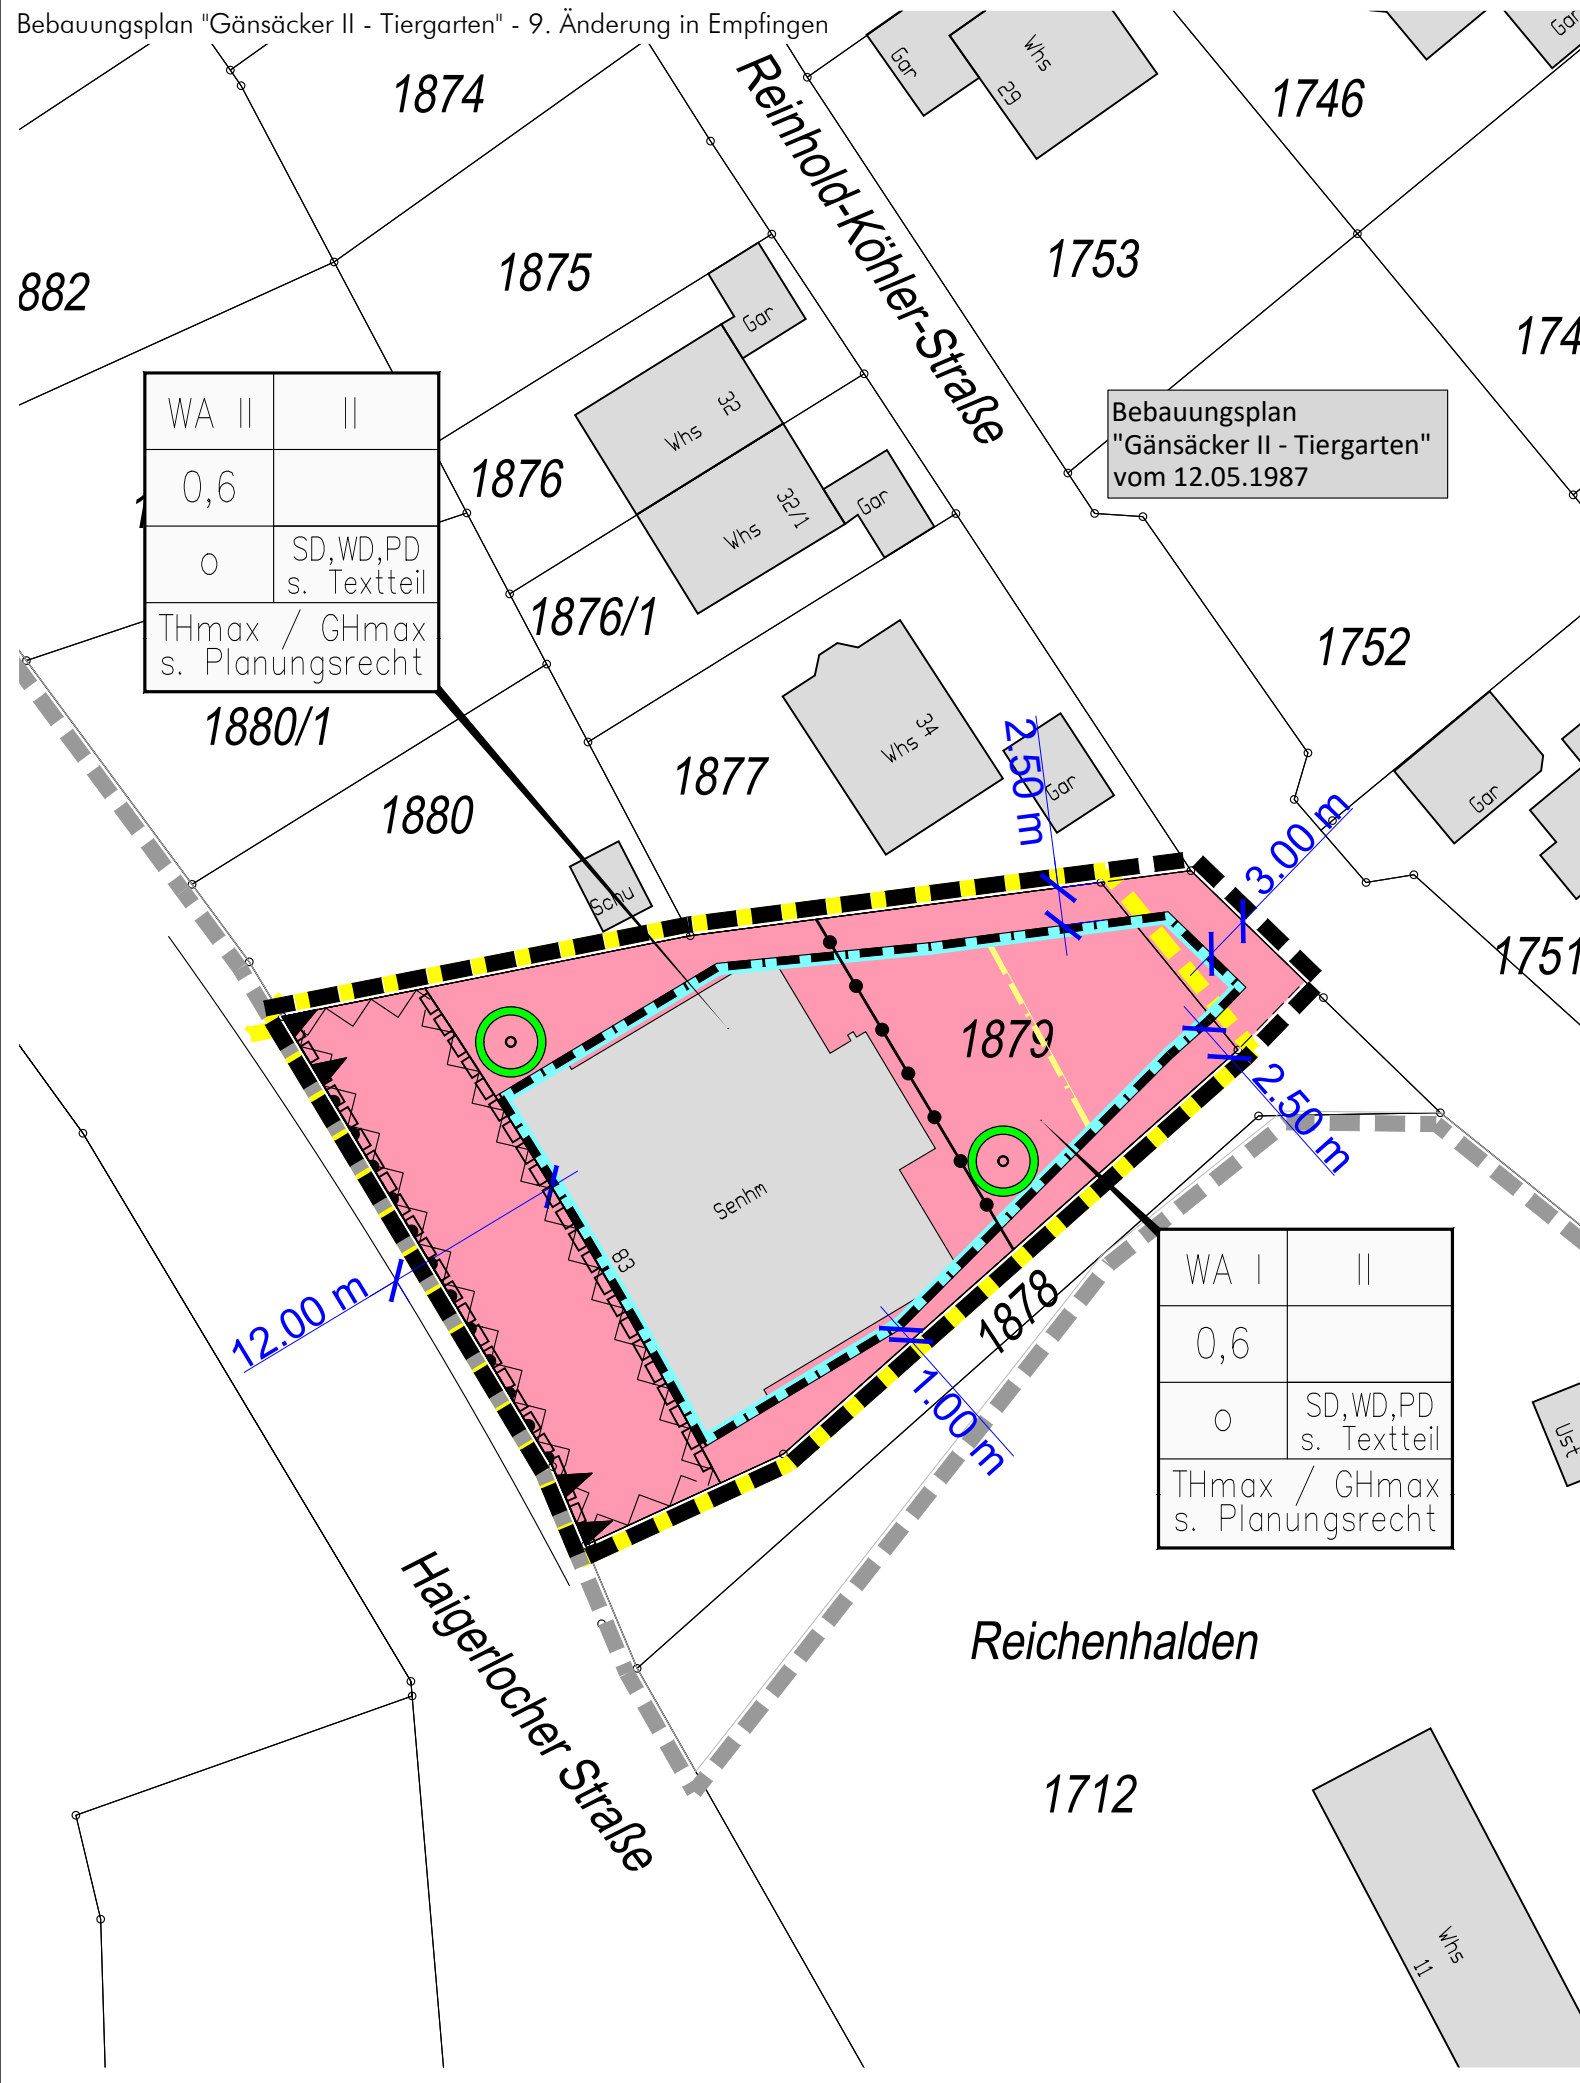 Bebauungsplan "Gänsäcker II - Tiergarten" - 9. Änderung in Empfingen
1874
Reinhold-Köhler-Straße
Gar
Whs
29
1746
Gar
882
1875
1753
174
Gar
32
Whs
WA II
II
0,6
o
SD,WD,PD
s. Textteil
THmax / GHmax
s. Planungsrecht
1876
32/1
Whs
Gar
Bebauungsplan
"Gänsäcker II - Tiergarten"
vom 12.05.1987
1876/1
1752
1880/1
1877
Whs 34
2.50 m
Gar
Gar
1880
3.00 m
Schu
1751
1879
2.50 m
Senhm
83
12.00 m
1878
1.00 m
WA I
II
0,6
o
SD,WD,PD
s. Textteil
THmax / GHmax
s. Planungsrecht
Ust
Haigerlocher Straße
Reichenhalden
1712
Whs
11